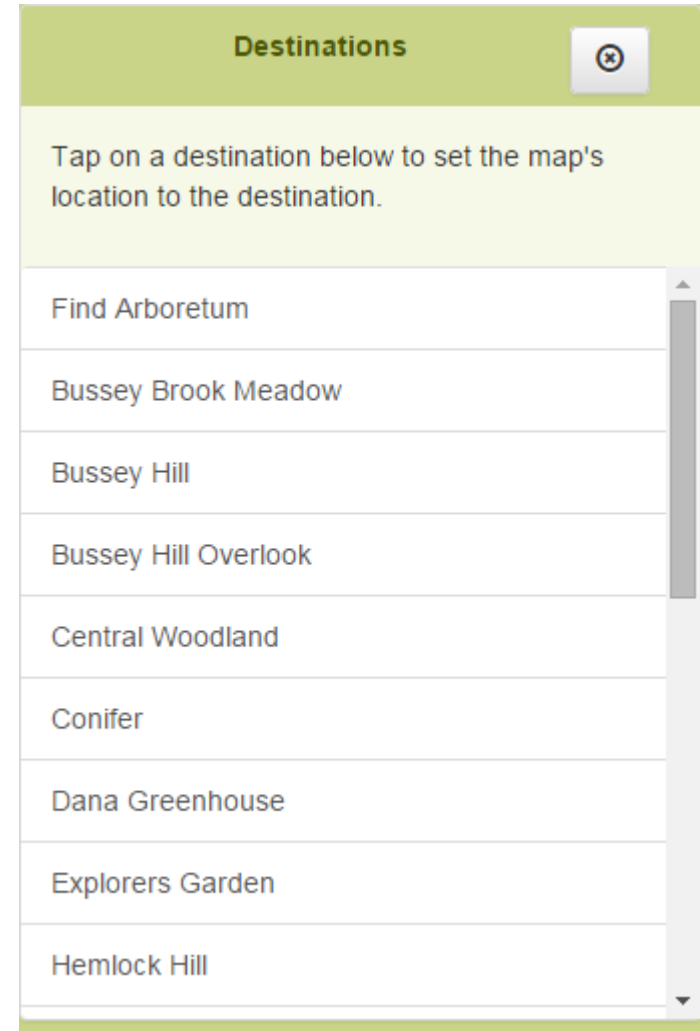 Destinations
Tap on a destination below to set the map's
location to the destination.
Find Arboretum
Bussey Brook Meadow
Bussey Hill
Bussey Hill Overlook
Central Woodland
Conifer
Dana Greenhouse
Explorers Garden
Hemlock Hill